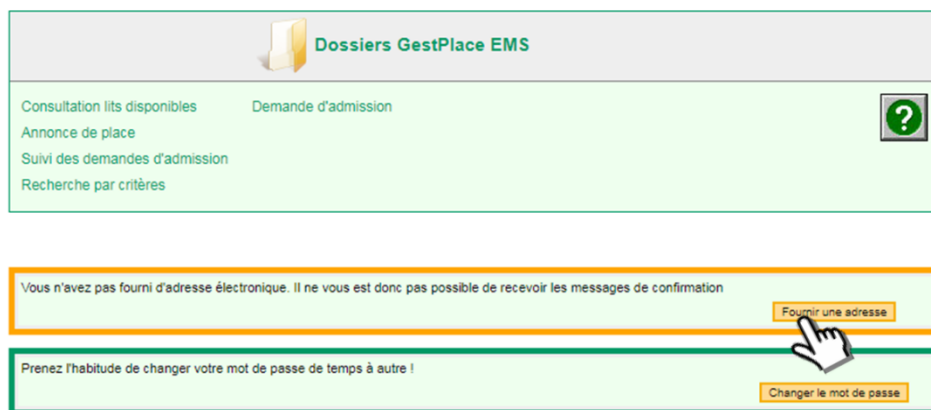 Dossiers GestPlace EMS
Consultation lits disponibles
Demande d'admission
Annonce de place
Suivi des demandes d'admission
Recherche par critères
?
Vous n'avez pas fourni d'adresse électronique. Il ne vous est donc pas possible de recevoir les messages de confirmation
Fournir une adresse
Prenez l'habitude de changer votre mot de passe de temps à autre !
Changer le mot de passe